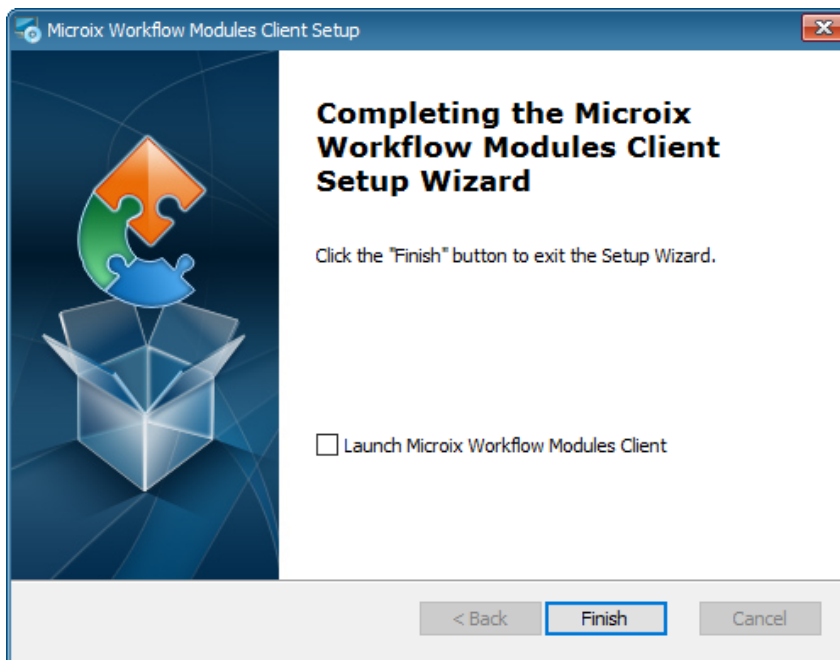 Microix Workflow Modules Client Setup
Completing the Microix
Workflow Modules Client
Setup Wizard
Click the "Finish" button to exit the Setup Wizard.
Launch Microix Workflow Modules Client
< Back
Finish
Cancel